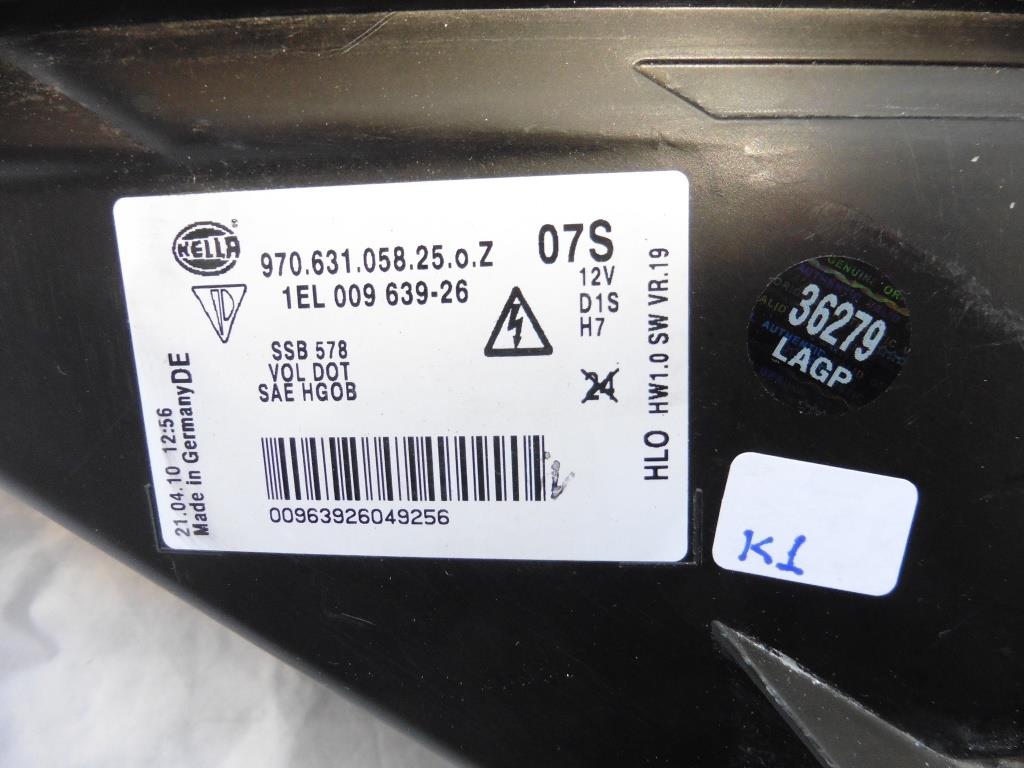 HELLA
970.631.058.25.o.Z
1EL 009 639-26
07S
12V
D1S
H7
SSB 578
VOL DOT
SAE HGOB
24
HLO HW1.0 SW VR.19
21.04.10 12:56
Made in GermanyDE
00963926049256
GENUINE
36279
LAGP
K1